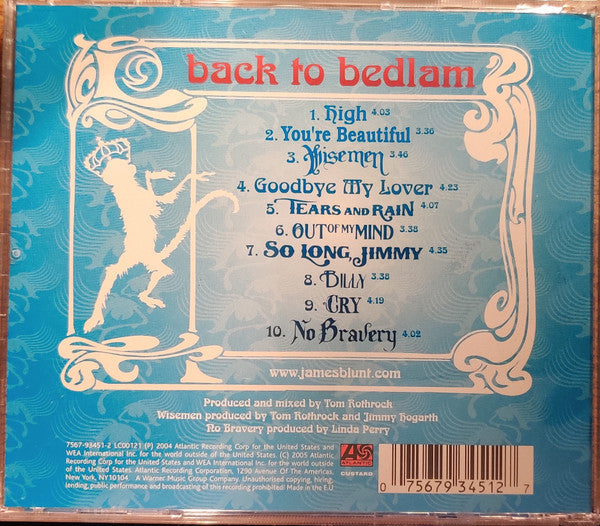 back to bedlam
1. High 4.03
2. You're Beautiful 3.36
3. Wisemen 3.46
4. Goodbye My Lover 4.23
5. TEARS AND RAIN 4.07
6. OUT OF MY MIND 3.38
7. SO LONG, JIMMY 4.35
8. BILLY 3.38
9. CRY 4.19
10. No Bravery 4.02
www.jamesblunt.com
Produced and mixed by Tom Rothrock
Wisemen produced by Tom Rothrock and Jimmy Hogarth
No Bravery produced by Linda Perry
7567-93451-2 LC00121 (P) 2004 Atlantic Recording Corp for the United States and
WEA International Inc. for the world outside of the United States. (C) 2005 Atlantic
Recording Corp for the United States and WEA International Inc. for the world outside
of the United States. Atlantic Recording Corporation, 1290 Avenue Of The Americas,
New York, NY10104. A Warner Music Group Company. Unauthorised copying, hiring,
lending, public performance and broadcasting of this recording prohibited. Made in the E.U
ATLANTIC
CUSTARD
0 75679 34512 7